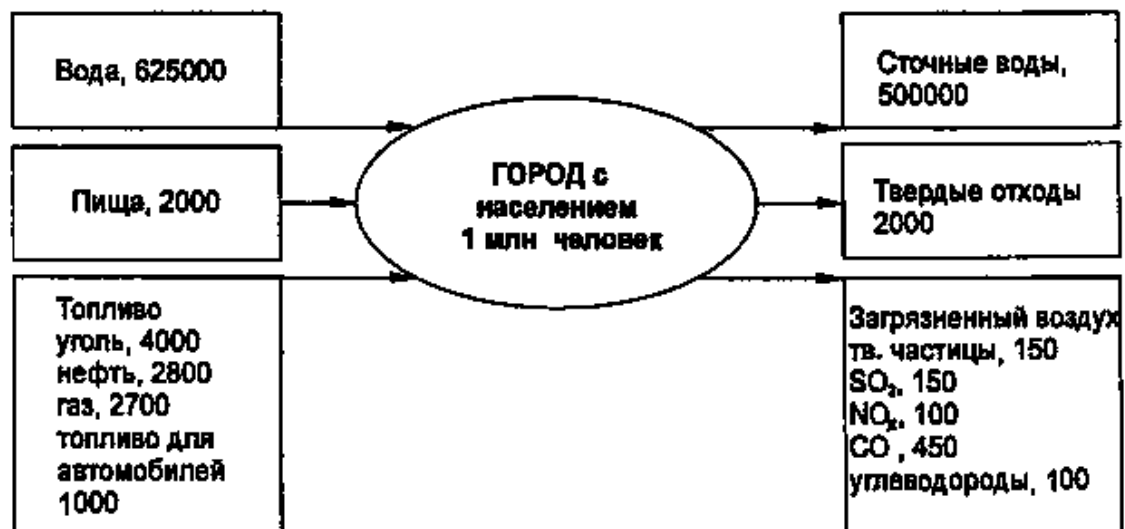 Вода, 625000
Пища, 2000
Топливо
уголь, 4000
нефть, 2800
газ, 2700
топливо для
автомобилей
1000
ГОРОД с
населением
1 млн человек
Сточные воды,
500000
Твердые отходы
2000
Загрязненный воздух
тв. частицы, 150
SO₂, 150
NOₓ, 100
CO , 450
углеводороды, 100